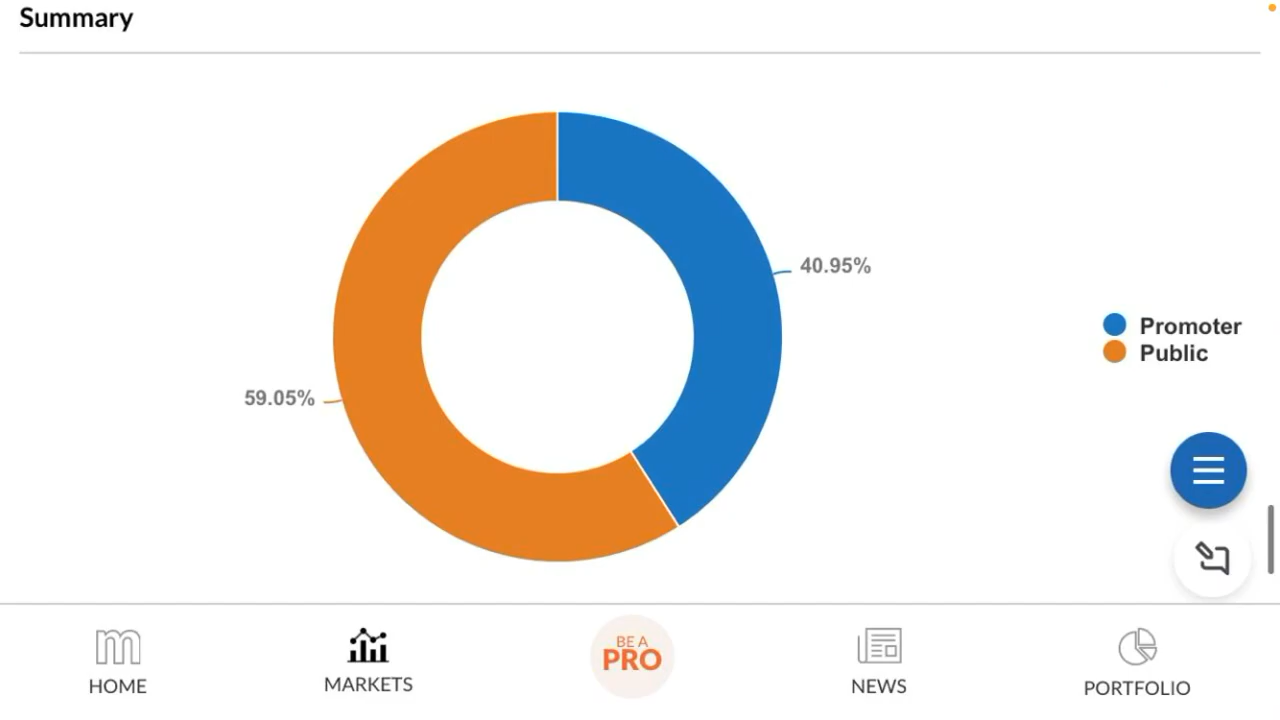 Summary
40.95%
Promoter
Public
59.05%
m
BE A
PRO
HOME
MARKETS
NEWS
PORTFOLIO